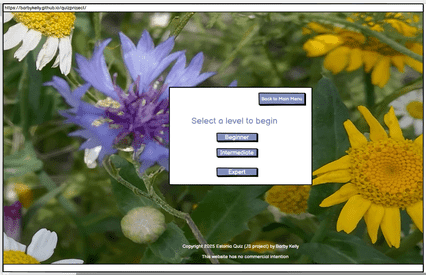 https://barbykelly.github.io/quizproject/
Back to Main Menu
Select a level to begin
Beginner
Intermediate
Expert
Copyright 2025 Estonia Quiz (JS project) by Barby Kelly
This website has no commercial intention